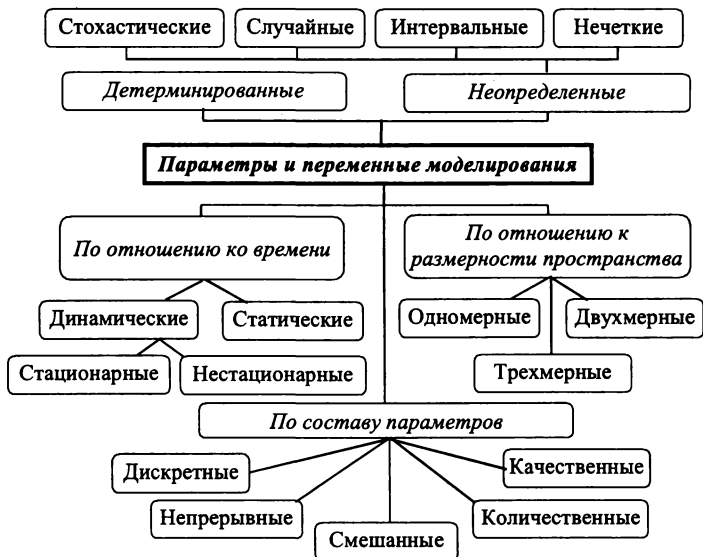 Стохастические
Случайные
Интервальные
Нечеткие
Детерминированные
Неопределенные
Параметры и переменные моделирования
По отношению ко времени
По отношению к
размерности пространства
Динамические
Статические
Одномерные
Двухмерные
Стационарные
Нестационарные
Трехмерные
По составу параметров
Дискретные
Качественные
Непрерывные
Количественные
Смешанные